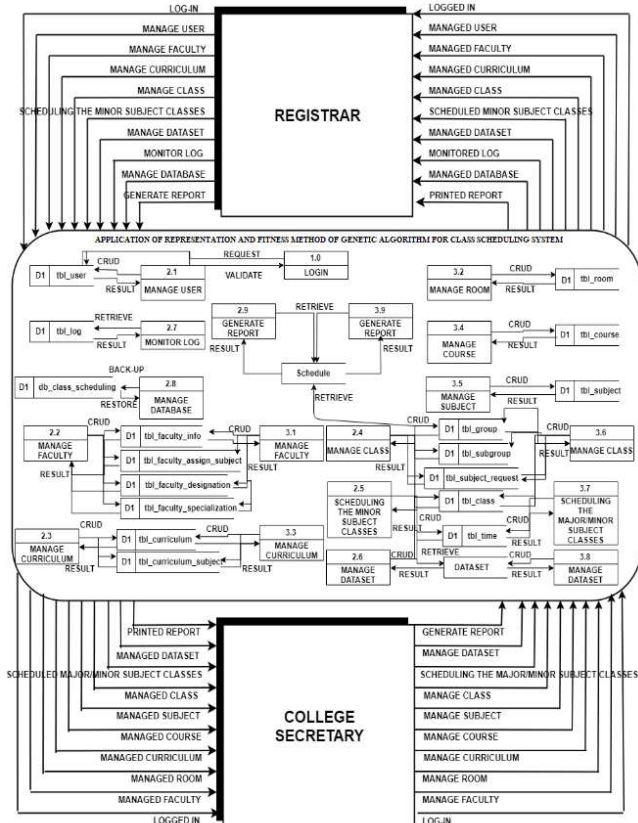 LOG-IN
MANAGE USER
MANAGE FACULTY
MANAGE CURRICULUM
MANAGE CLASS
SCHEDULING THE MINOR SUBJECT CLASSES
MANAGE DATASET
MONITOR LOG
MANAGE DATABASE
GENERATE REPORT
REGISTRAR
LOGGED IN
MANAGED USER
MANAGED FACULTY
MANAGED CURRICULUM
MANAGED CLASS
SCHEDULED MINOR SUBJECT CLASSES
MANAGED DATASET
MONITORED LOG
MANAGED DATABASE
PRINTED REPORT
APPLICATION OF REPRESENTATION AND FITNESS METHOD OF GENETIC ALGORITHM FOR CLASS SCHEDULING SYSTEM
D1 tbl_user
CRUD
RESULT
2.1
MANAGE USER
REQUEST
VALIDATE
1.0
LOGIN
3.2
MANAGE ROOM
CRUD
RESULT
D1 tbl_room
D1 tbl_log
RETRIEVE
RESULT
2.7
MONITOR LOG
2.9
GENERATE REPORT
RESULT
RETRIEVE
3.9
GENERATE REPORT
RESULT
Schedule
RETRIEVE
3.4
MANAGE
COURSE
CRUD
RESULT
D1 tbl_course
D1 db_class_scheduling
BACK-UP
RESTORE
2.8
MANAGE
DATABASE
3.5
MANAGE
SUBJECT
CRUD
RESULT
D1 tbl_subject
2.2
MANAGE
FACULTY
CRUD
RESULT
D1 tbl_faculty_info
D1 tbl_faculty_assign_subject
D1 tbl_faculty_designation
D1 tbl_faculty_specialization
CRUD
RESULT
3.1
MANAGE
FACULTY
2.4
MANAGE CLASS
CRUD
RESULT
D1 tbl_group
D1 tbl_subgroup
D1 tbl_subject_request
D1 tbl_class
D1 tbl_time
DATASET
CRUD
RESULT
3.6
MANAGE CLASS
2.5
SCHEDULING
THE MINOR
SUBJECT
CLASSES
RESULT
RETRIEVE
3.7
SCHEDULING
THE
MAJOR/MINOR
SUBJECT
CLASSES
RESULT
2.3
MANAGE
CURRICULUM
CRUD
RESULT
D1 tbl_curriculum
D1 tbl_curriculum_subject
CRUD
RESULT
3.3
MANAGE
CURRICULUM
2.6
MANAGE
DATASET
CRUD
RESULT
CRUD
RESULT
3.8
MANAGE
DATASET
PRINTED REPORT
MANAGED DATASET
SCHEDULED MAJOR/MINOR SUBJECT CLASSES
MANAGED CLASS
MANAGED SUBJECT
MANAGED COURSE
MANAGED CURRICULUM
MANAGED ROOM
MANAGED FACULTY
LOGGED IN
COLLEGE
SECRETARY
GENERATE REPORT
MANAGE DATASET
SCHEDULING THE MAJOR/MINOR SUBJECT CLASSES
MANAGE CLASS
MANAGE SUBJECT
MANAGE COURSE
MANAGE CURRICULUM
MANAGE ROOM
MANAGE FACULTY
LOG-IN